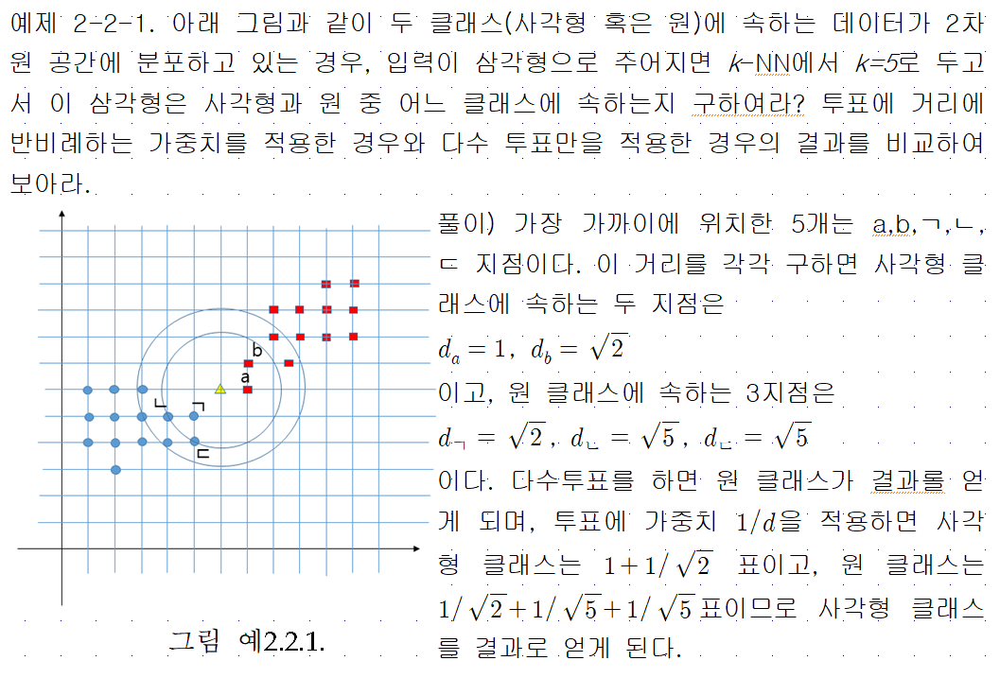 예제 2-2-1. 아래 그림과 같이 두 클래스(사각형 혹은 원)에 속하는 데이터가 2차
원 공간에 분포하고 있는 경우, 입력이 삼각형으로 주어지면 k-NN에서 k=5로 두고
서 이 삼각형은 사각형과 원 중 어느 클래스에 속하는지 구하여라? 투표에 거리에
반비례하는 가중치를 적용한 경우와 다수 투표만을 적용한 경우의 결과를 비교하여
보아라.
b
a
ㄴ ㄱ
ㄷ
그림 예2.2.1.
풀이) 가장 가까이에 위치한 5개는 a,b,ㄱ,ㄴ,
ㄷ 지점이다. 이 거리를 각각 구하면 사각형 클
래스에 속하는 두 지점은
d_a = 1, d_b = √2
이고, 원 클래스에 속하는 3지점은
d_ㄱ = √2, d_ㄴ = √5, d_ㄷ = √5
이다. 다수투표를 하면 원 클래스가 결과롤 얻
게 되며, 투표에 가중치 1/d을 적용하면 사각
형 클래스는 1+1/√2 표이고, 원 클래스는
1/√2+1/√5+1/√5표이므로 사각형 클래스
를 결과로 얻게 된다.